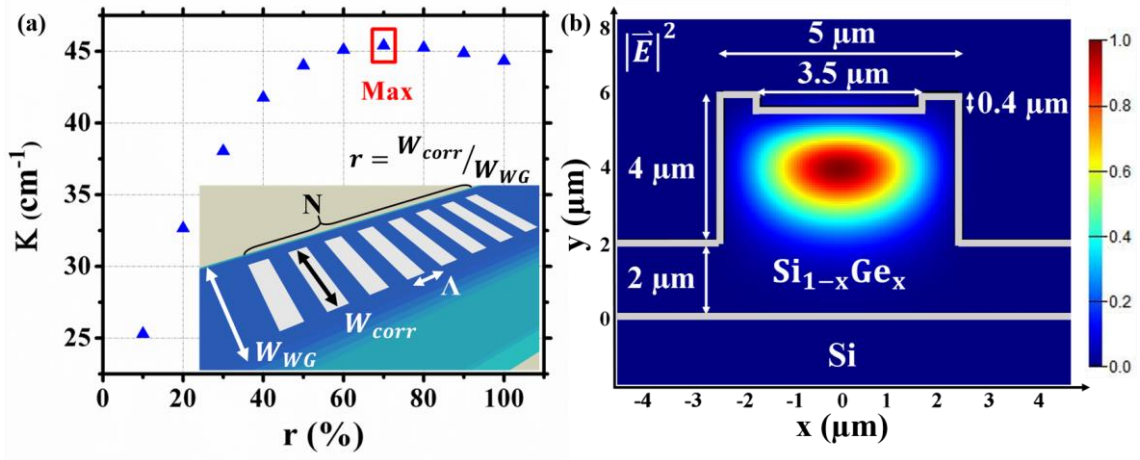 (a)
K (cm⁻¹)
45
40
35
30
25
Max
r = W_corr/W_WG
N
Λ
W_corr
W_WG
0 20 40 60 80 100
r (%)
(b)
|E⃗|²
5 μm
3.5 μm
0.4 μm
4 μm
2 μm
Si₁₋ₓGeₓ
Si
y (μm)
8
6
4
2
0
-4 -3 -2 -1 0 1 2 3 4
x (μm)
1.0
0.8
0.6
0.4
0.2
0.0